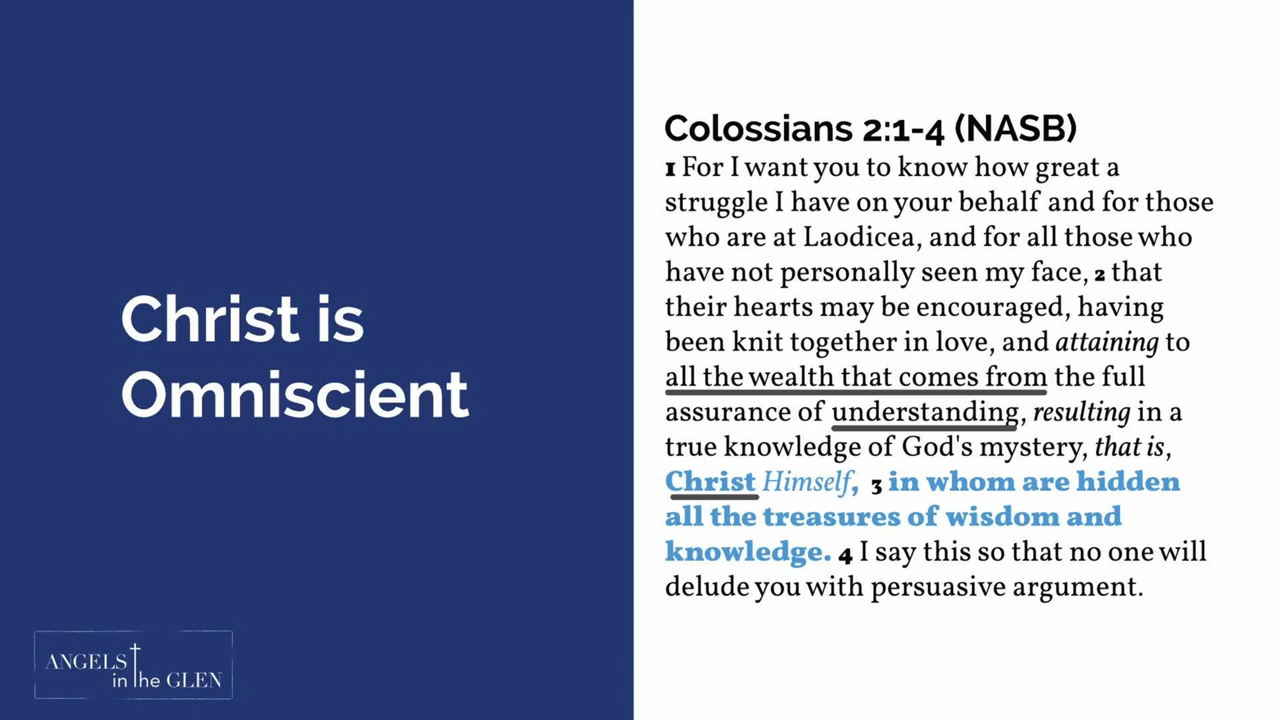 Christ is
Omniscient
Colossians 2:1-4 (NASB)
1 For I want you to know how great a
struggle I have on your behalf and for those
who are at Laodicea, and for all those who
have not personally seen my face, 2 that
their hearts may be encouraged, having
been knit together in love, and attaining to
all the wealth that comes from the full
assurance of understanding, resulting in a
true knowledge of God's mystery, that is,
Christ Himself, 3 in whom are hidden
all the treasures of wisdom and
knowledge. 4 I say this so that no one will
delude you with persuasive argument.
ANGELS
in the GLEN